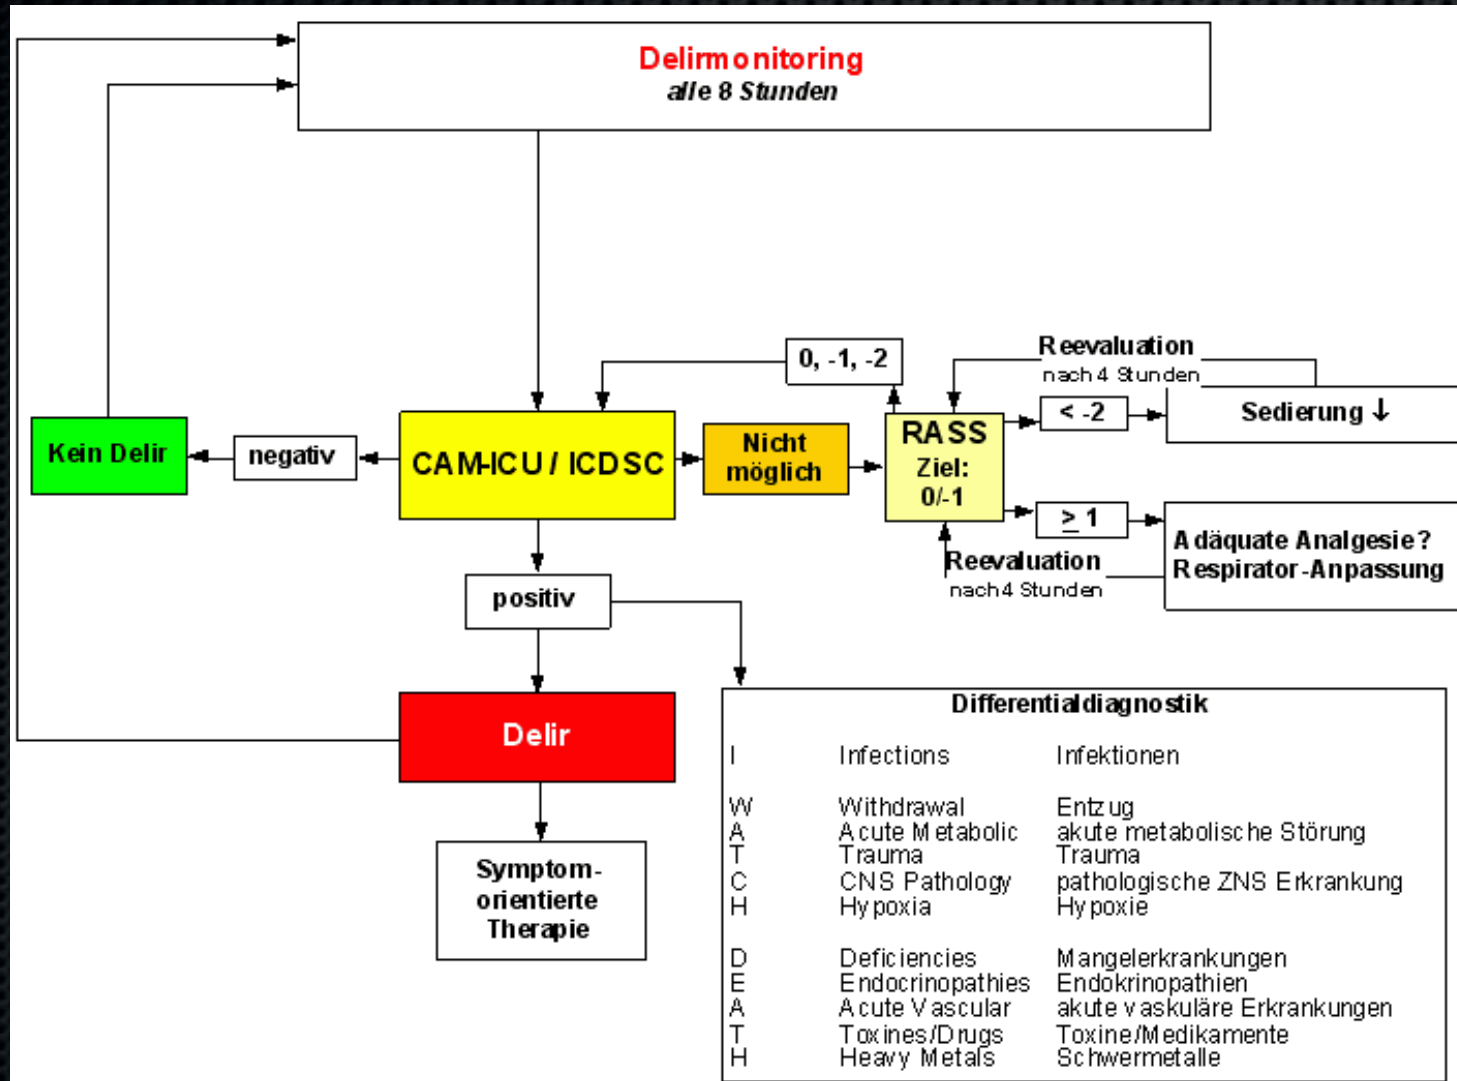 Delirmonitoring
alle 8 Stunden
0, -1, -2
Reevaluation
nach 4 Stunden
Kein Delir
negativ
CAM-ICU / ICDSC
Nicht
möglich
RASS
Ziel:
0/-1
< -2
Sedierung ↓
≥ 1
Adäquate Analgesie?
Respirator-Anpassung
Reevaluation
nach 4 Stunden
positiv
Delir
Symptom-
orientierte
Therapie
Differentialdiagnostik
I Infections Infektionen
W Withdrawal Entzug
A Acute Metabolic akute metabolische Störung
T Trauma Trauma
C CNS Pathology pathologische ZNS Erkrankung
H Hypoxia Hypoxie
D Deficiencies Mangelerkrankungen
E Endocrinopathies Endokrinopathien
A Acute Vascular akute vaskuläre Erkrankungen
T Toxines/Drugs Toxine/Medikamente
H Heavy Metals Schwermetalle